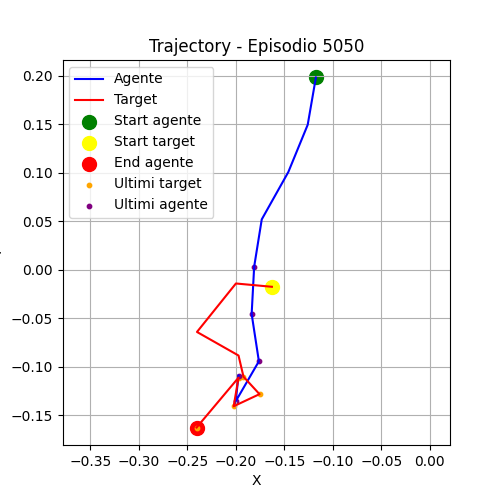 Trajectory - Episodio 5050
Agente
Target
Start agente
Start target
End agente
Ultimi target
Ultimi agente
0.20
0.15
0.10
0.05
0.00
−0.05
−0.10
−0.15
−0.35
−0.30
−0.25
−0.20
−0.15
−0.10
−0.05
0.00
X